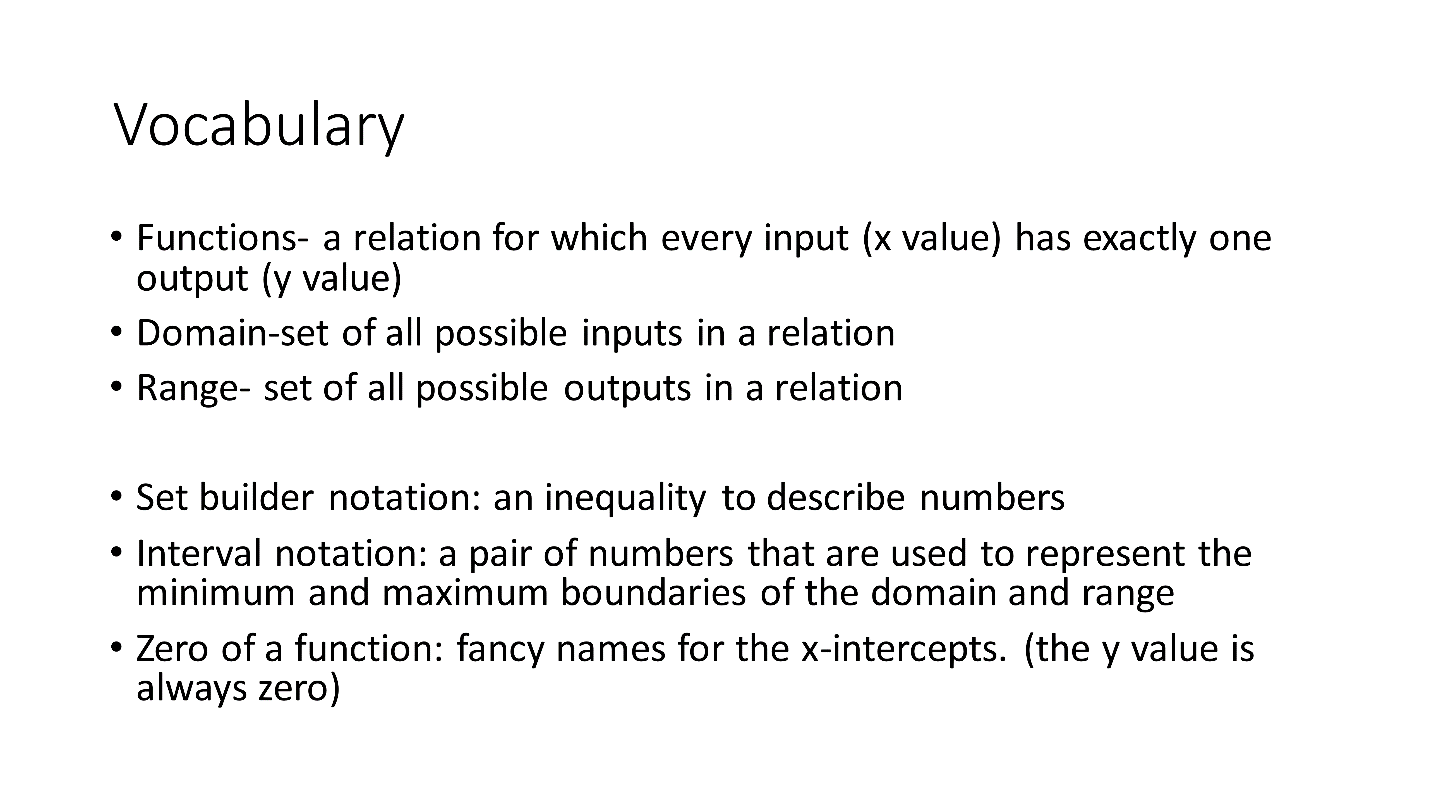 Vocabulary
• Functions- a relation for which every input (x value) has exactly one
output (y value)
• Domain-set of all possible inputs in a relation
• Range- set of all possible outputs in a relation
• Set builder notation: an inequality to describe numbers
• Interval notation: a pair of numbers that are used to represent the
minimum and maximum boundaries of the domain and range
• Zero of a function: fancy names for the x-intercepts. (the y value is
always zero)